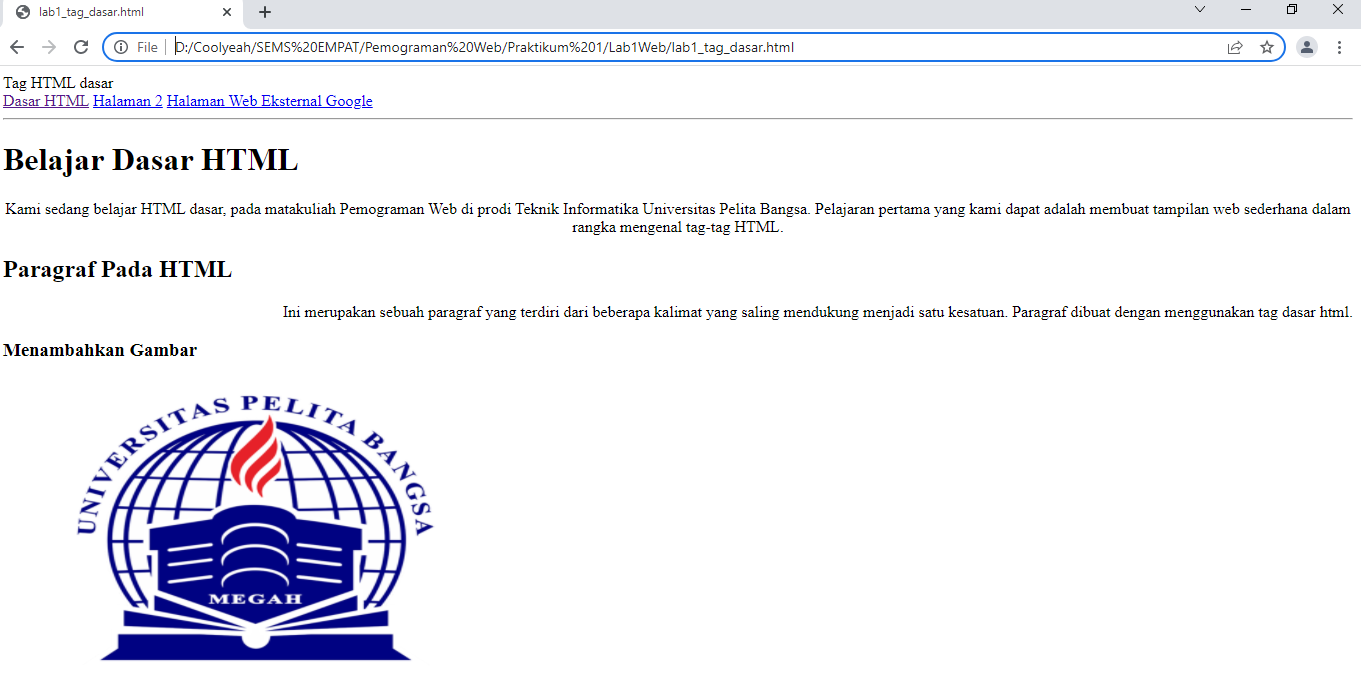 lab1_tag_dasar.html
File D:/Coolyeah/SEMS%20EMPAT/Pemograman%20Web/Praktikum%201/Lab1Web/lab1_tag_dasar.html
Tag HTML dasar
Dasar HTML Halaman 2 Halaman Web Eksternal Google
Belajar Dasar HTML
Kami sedang belajar HTML dasar, pada matakuliah Pemograman Web di prodi Teknik Informatika Universitas Pelita Bangsa. Pelajaran pertama yang kami dapat adalah membuat tampilan web sederhana dalam
rangka mengenal tag-tag HTML.
Paragraf Pada HTML
Ini merupakan sebuah paragraf yang terdiri dari beberapa kalimat yang saling mendukung menjadi satu kesatuan. Paragraf dibuat dengan menggunakan tag dasar html.
Menambahkan Gambar
UNIVERSITAS PELITA BANGSA
MEGAH